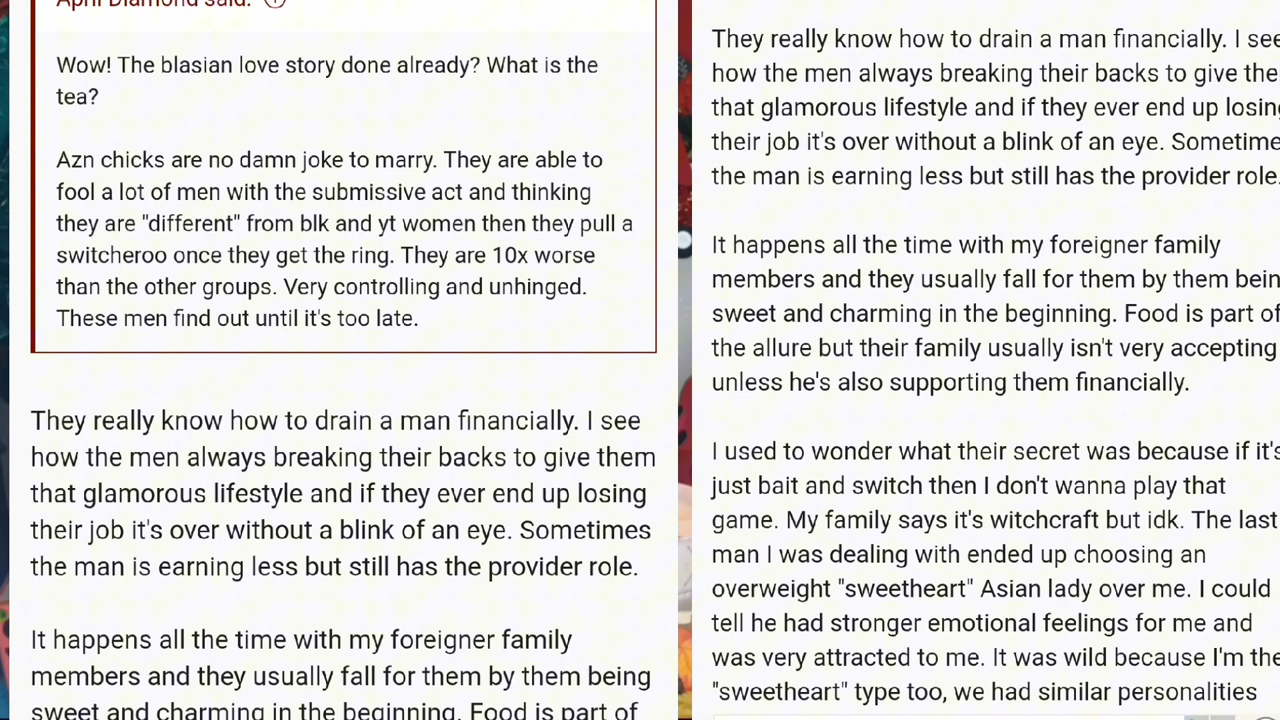 April Diamond said:
Wow! The blasian love story done already? What is the
tea?
Azn chicks are no damn joke to marry. They are able to
fool a lot of men with the submissive act and thinking
they are "different" from blk and yt women then they pull a
switcheroo once they get the ring. They are 10x worse
than the other groups. Very controlling and unhinged.
These men find out until it's too late.
They really know how to drain a man financially. I see
how the men always breaking their backs to give them
that glamorous lifestyle and if they ever end up losing
their job it's over without a blink of an eye. Sometimes
the man is earning less but still has the provider role.
It happens all the time with my foreigner family
members and they usually fall for them by them being
sweet and charming in the beginning. Food is part of
They really know how to drain a man financially. I see
how the men always breaking their backs to give the
that glamorous lifestyle and if they ever end up losing
their job it's over without a blink of an eye. Sometime
the man is earning less but still has the provider role.
It happens all the time with my foreigner family
members and they usually fall for them by them bein
sweet and charming in the beginning. Food is part of
the allure but their family usually isn't very accepting
unless he's also supporting them financially.
I used to wonder what their secret was because if it's
just bait and switch then I don't wanna play that
game. My family says it's witchcraft but idk. The last
man I was dealing with ended up choosing an
overweight "sweetheart" Asian lady over me. I could
tell he had stronger emotional feelings for me and
was very attracted to me. It was wild because I'm the
"sweetheart" type too, we had similar personalities